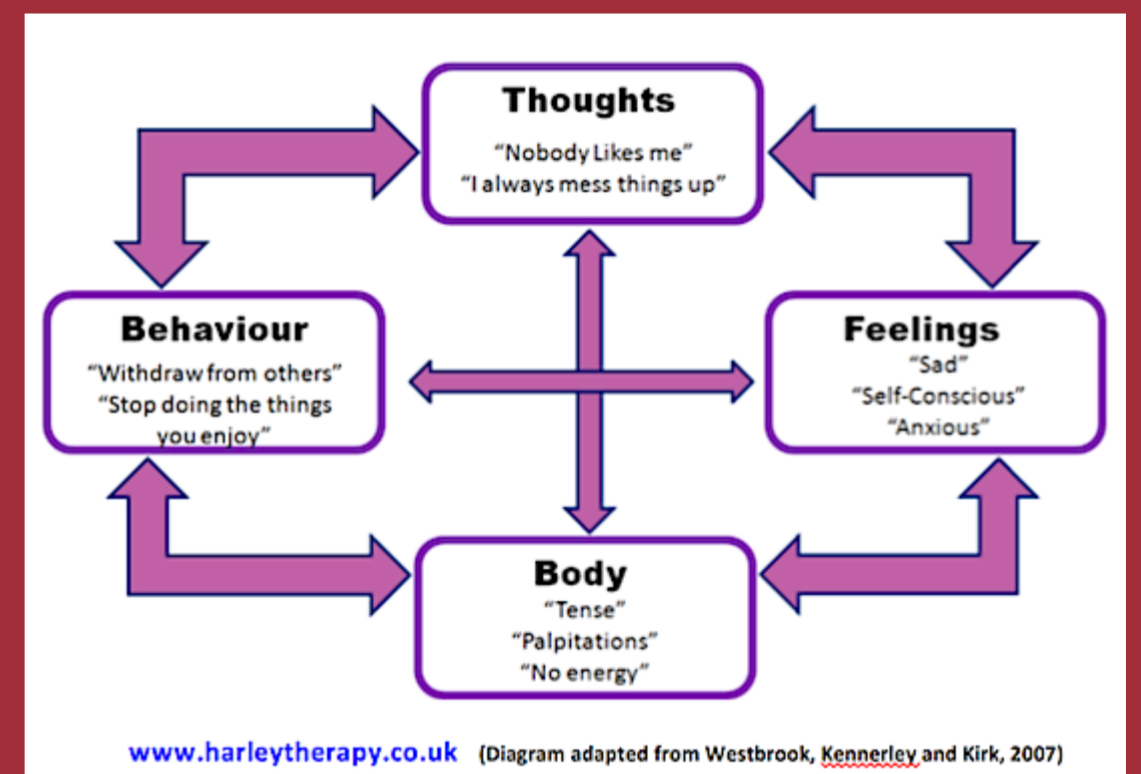 Thoughts
“Nobody Likes me”
“I always mess things up”
Behaviour
“Withdraw from others”
“Stop doing the things
you enjoy”
Feelings
“Sad”
“Self-Conscious”
“Anxious”
Body
“Tense”
“Palpitations”
“No energy”
www.harleytherapy.co.uk (Diagram adapted from Westbrook, Kennerley and Kirk, 2007)